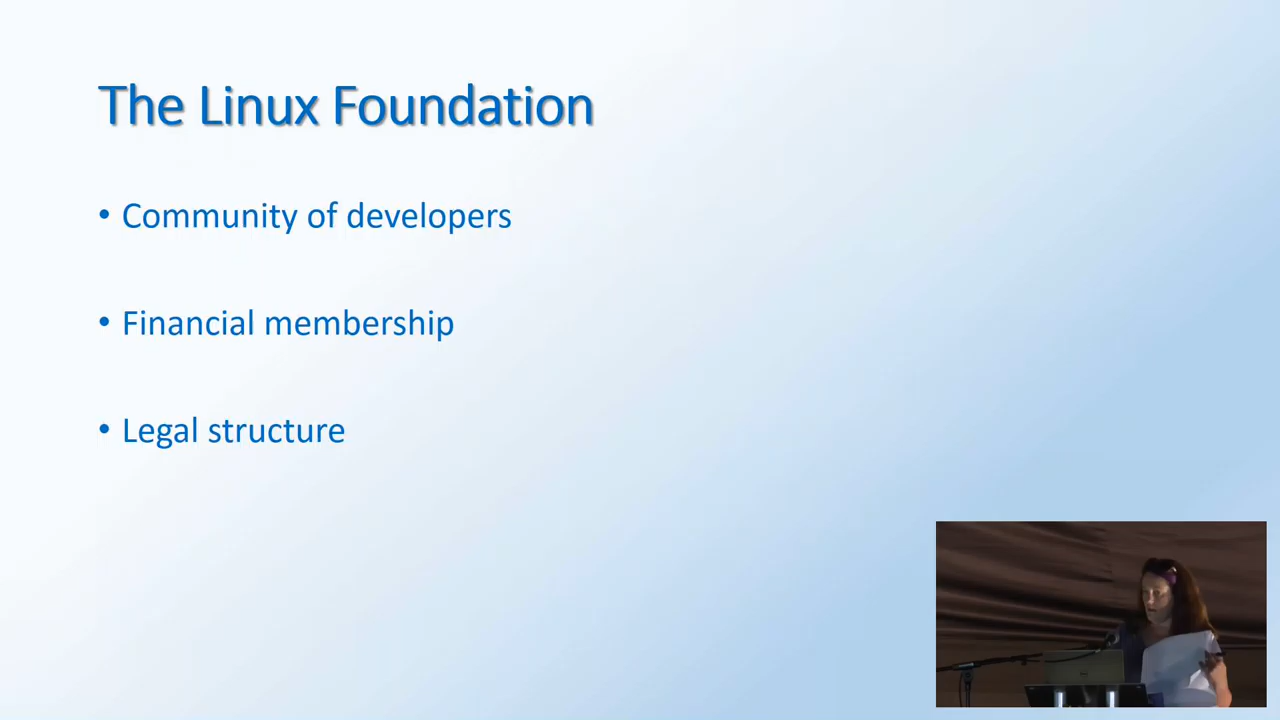 The Linux Foundation
• Community of developers
• Financial membership
• Legal structure